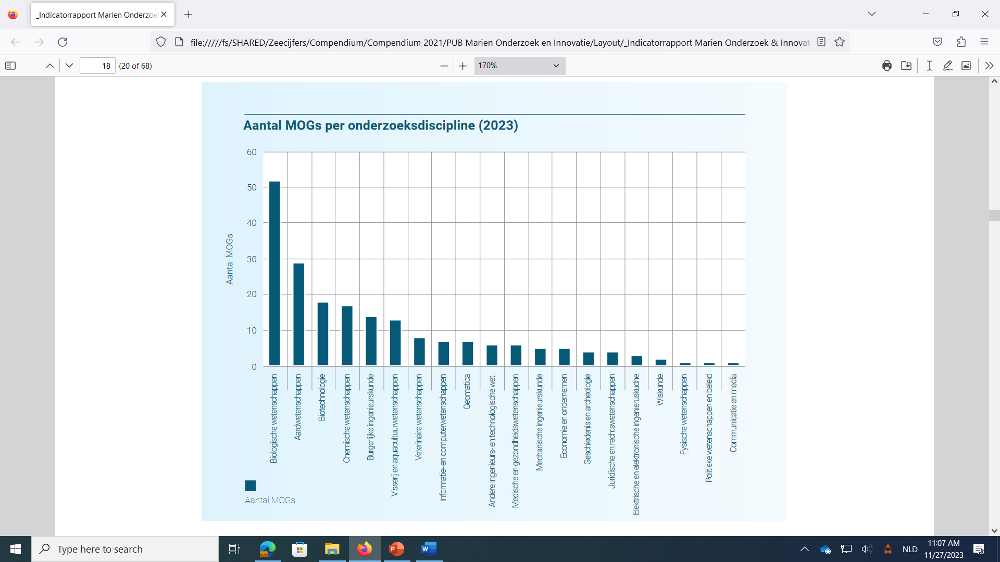 _Indicatorrapport Marien Onderzoe
file://///fs/SHARED/Zeecijfers/Compendium/Compendium 2021/PUB Marien Onderzoek en Innovatie/Layout/_Indicatorrapport Marien Onderzoek & Innovat
18 (20 of 68)
170%
Aantal MOGs per onderzoeksdiscipline (2023)
Aantal MOGs
60
50
40
30
20
10
0
Biologische wetenschappen
Aardwetenschappen
Biotechnologie
Chemische wetenschappen
Burgerlijke ingenieurskunde
Visserij en aquacultuurwetenschappen
Veterinaire wetenschappen
Informatie- en computerwetenschappen
Geomatica
Andere ingenieurs- en technologische wet.
Medische en gezondheidswetenschappen
Mechanische ingenieurskunde
Economie en ondernemen
Geschiedenis en archeologie
Juridische en rechtswetenschappen
Elektrische en elektronische ingenieruskudne
Wiskunde
Fysische wetenschappen
Politieke wetenschappen en beleid
Communicatie en media
Aantal MOGs
Type here to search
NLD
11:07 AM
11/27/2023